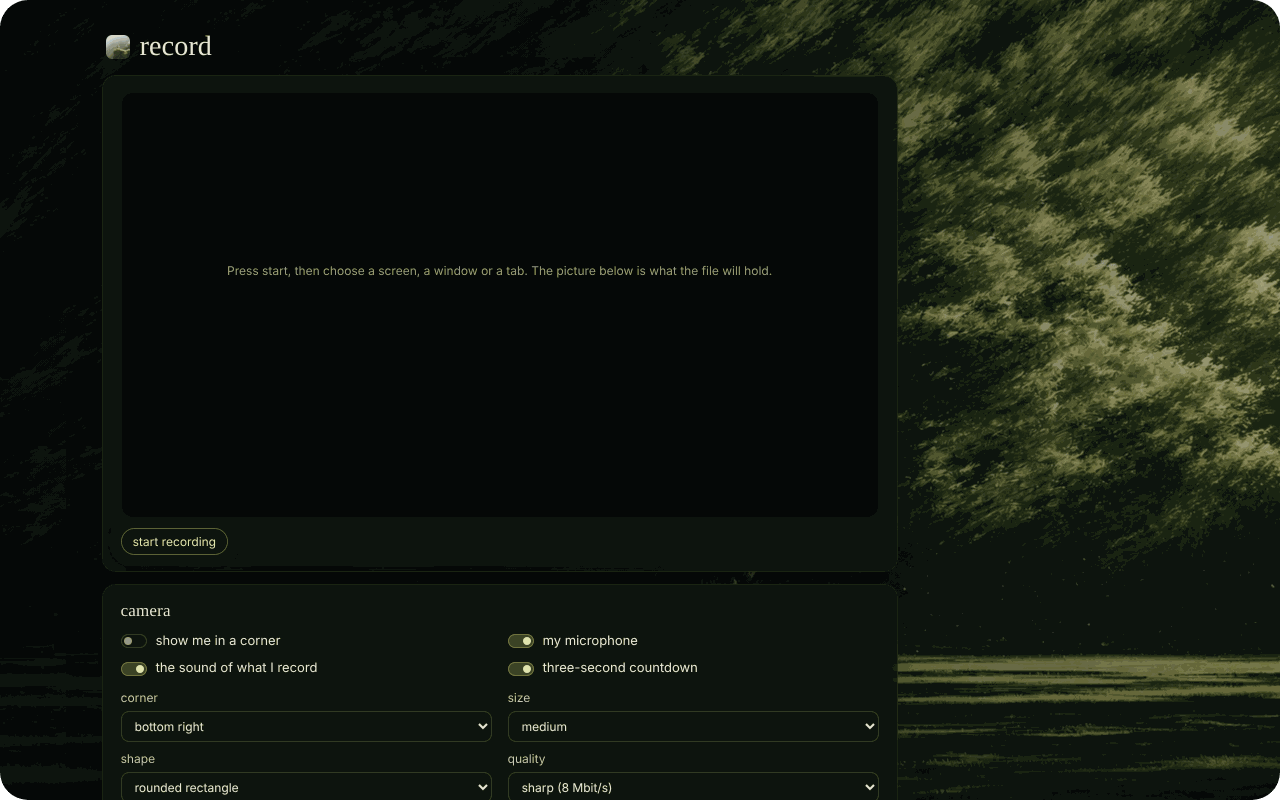 record
Press start, then choose a screen, a window or a tab. The picture below is what the file will hold.
start recording
camera
show me in a corner
my microphone
the sound of what I record
three-second countdown
corner
size
bottom right
medium
shape
quality
rounded rectangle
sharp (8 Mbit/s)